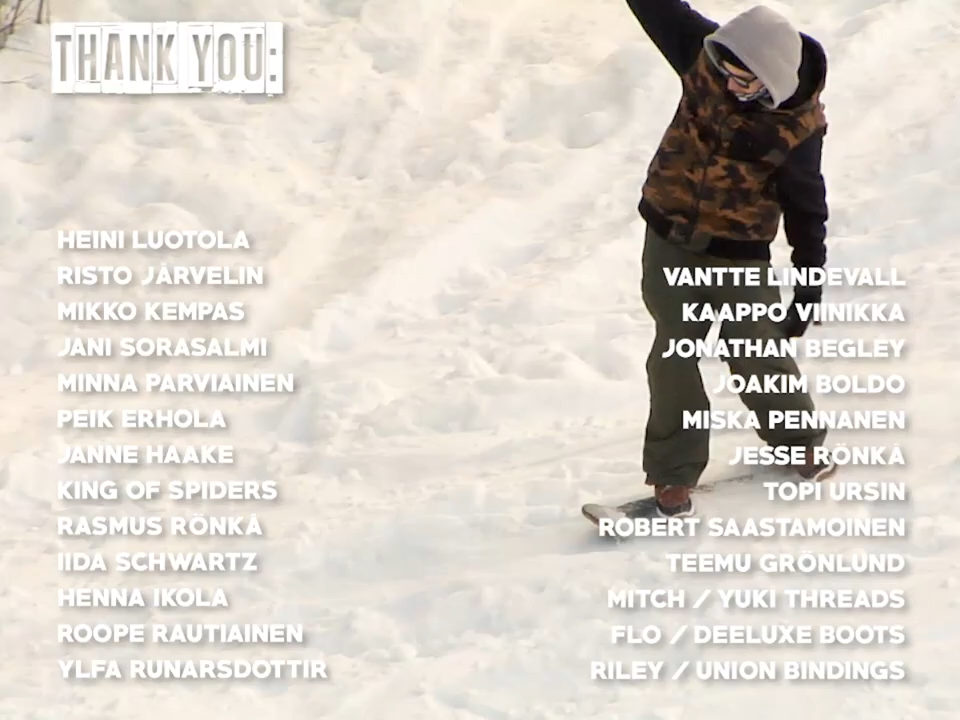 THANK YOU:
HEINI LUOTOLA
RISTO JÄRVELIN
MIKKO KEMPAS
JANI SORASALMI
MINNA PARVIAINEN
PEIK ERHOLA
JANNE HAAKE
KING OF SPIDERS
RASMUS RÖNKÄ
IIDA SCHWARTZ
HENNA IKOLA
ROOPE RAUTIAINEN
YLFA RUNARSDOTTIR
VANTTE LINDEVALL
KAAPPO VIINIKKA
JONATHAN BEGLEY
JOAKIM BOLDO
MISKA PENNANEN
JESSE RÖNKÄ
TOPI URSIN
ROBERT SAASTAMOINEN
TEEMU GRÖNLUND
MITCH / YUKI THREADS
FLO / DEELUXE BOOTS
RILEY / UNION BINDINGS